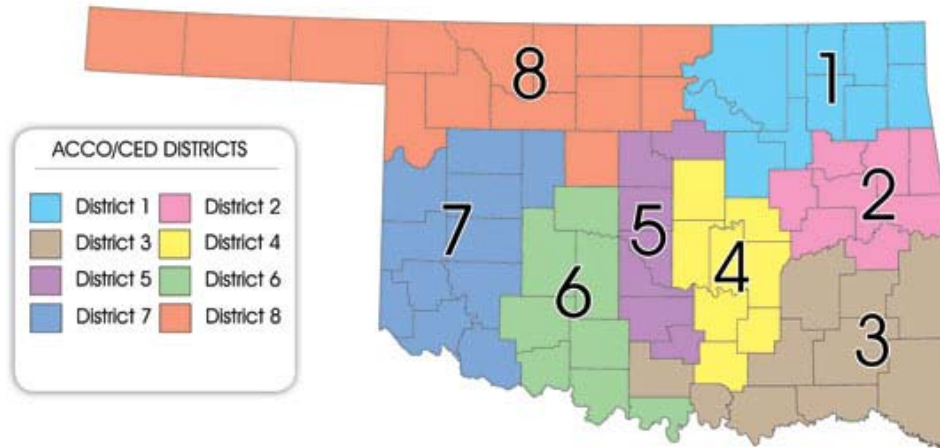 8
1
ACCO/CED DISTRICTS
District 1
District 2
District 3
District 4
District 5
District 6
District 7
District 8
7
6
5
4
2
3